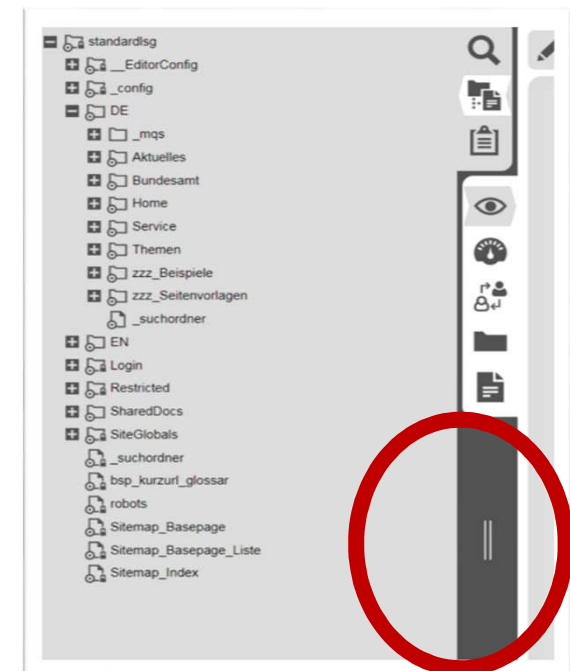 standardlsg
__EditorConfig
_config
DE
_mqs
Aktuelles
Bundesamt
Home
Service
Themen
zzz_Beispiele
zzz_Seitenvorlagen
_suchordner
EN
Login
Restricted
SharedDocs
SiteGlobals
_suchordner
bsp_kurzurl_glossar
robots
Sitemap_Basepage
Sitemap_Basepage_Liste
Sitemap_Index